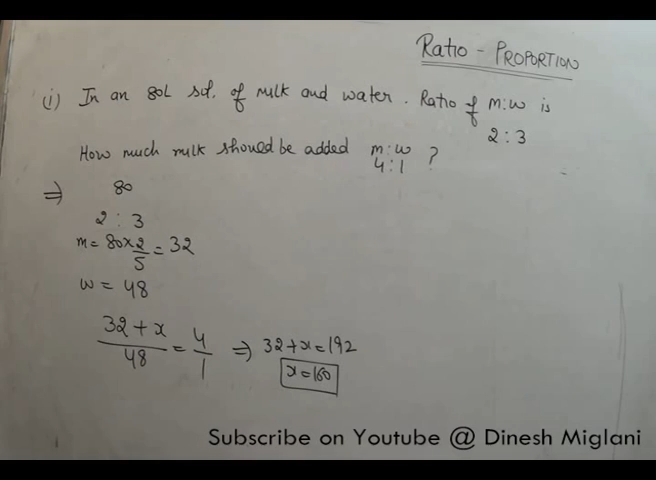 Ratio - PROPORTION
(i) In an 80L sol. of milk and water. Ratio of m:w is
2 : 3
How much milk should be added m:w ?
4:1
⇒ 80
2 : 3
m = 80 x 2/5 = 32
w = 48
32 + x / 48 = 4 / 1 ⇒ 32 + x = 192
x = 160
Subscribe on Youtube @ Dinesh Miglani